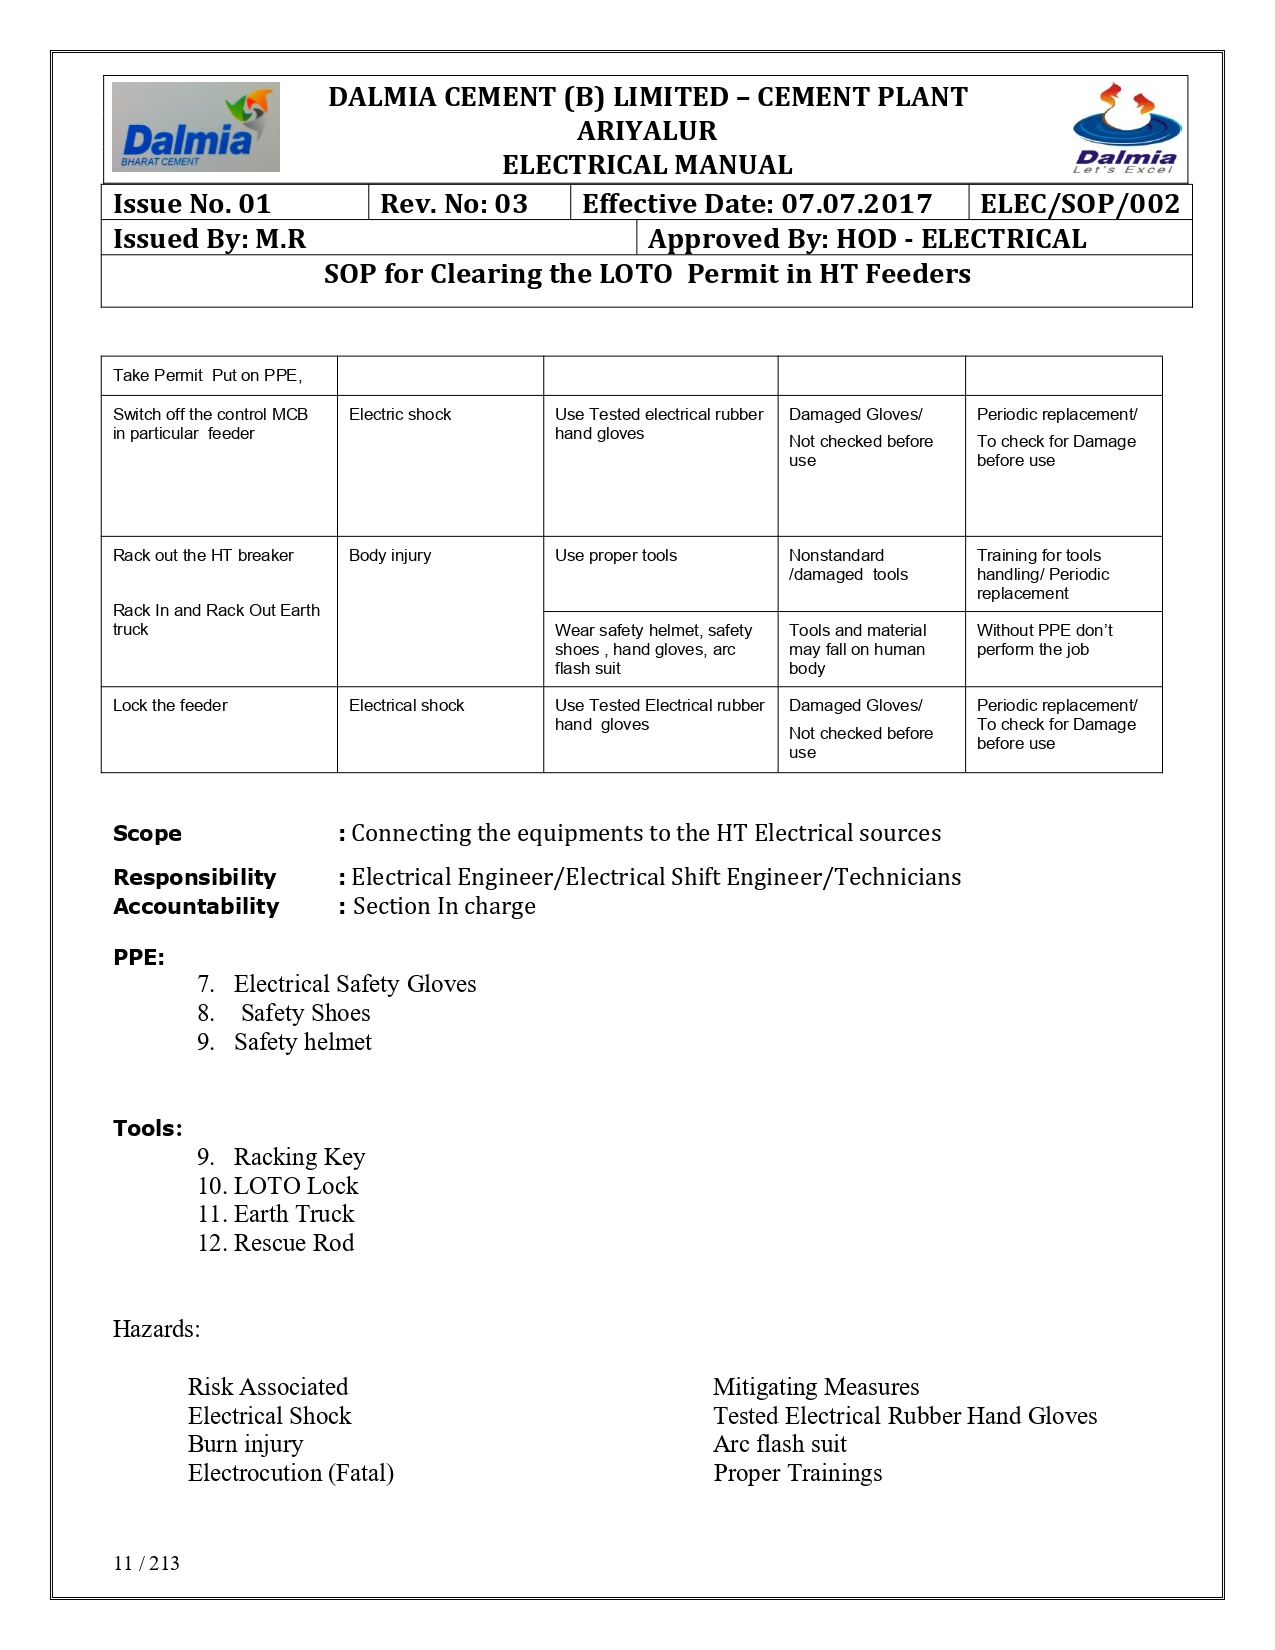 Dalmia
BHARAT CEMENT
DALMIA CEMENT (B) LIMITED – CEMENT PLANT
ARIYALUR
ELECTRICAL MANUAL
Dalmia
Let's Excel
Issue No. 01 Rev. No: 03 Effective Date: 07.07.2017 ELEC/SOP/002
Issued By: M.R Approved By: HOD - ELECTRICAL
SOP for Clearing the LOTO Permit in HT Feeders
Take Permit Put on PPE,
Switch off the control MCB
in particular feeder
Electric shock
Use Tested electrical rubber
hand gloves
Damaged Gloves/
Not checked before
use
Periodic replacement/
To check for Damage
before use
Rack out the HT breaker
Rack In and Rack Out Earth
truck
Body injury
Use proper tools
Nonstandard
/damaged tools
Training for tools
handling/ Periodic
replacement
Wear safety helmet, safety
shoes , hand gloves, arc
flash suit
Tools and material
may fall on human
body
Without PPE don’t
perform the job
Lock the feeder
Electrical shock
Use Tested Electrical rubber
hand gloves
Damaged Gloves/
Not checked before
use
Periodic replacement/
To check for Damage
before use
Scope : Connecting the equipments to the HT Electrical sources
Responsibility : Electrical Engineer/Electrical Shift Engineer/Technicians
Accountability : Section In charge
PPE:
7. Electrical Safety Gloves
8. Safety Shoes
9. Safety helmet
Tools:
9. Racking Key
10. LOTO Lock
11. Earth Truck
12. Rescue Rod
Hazards:
Risk Associated Mitigating Measures
Electrical Shock Tested Electrical Rubber Hand Gloves
Burn injury Arc flash suit
Electrocution (Fatal) Proper Trainings
11 / 213